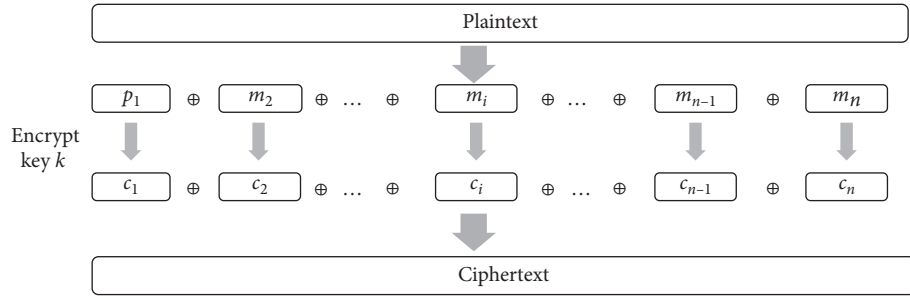 Plaintext
p₁ ⊕ m₂ ⊕ … ⊕ mᵢ ⊕ … ⊕ mₙ₋₁ ⊕ mₙ
Encrypt
key k
c₁ ⊕ c₂ ⊕ … ⊕ cᵢ ⊕ … ⊕ cₙ₋₁ ⊕ cₙ
Ciphertext